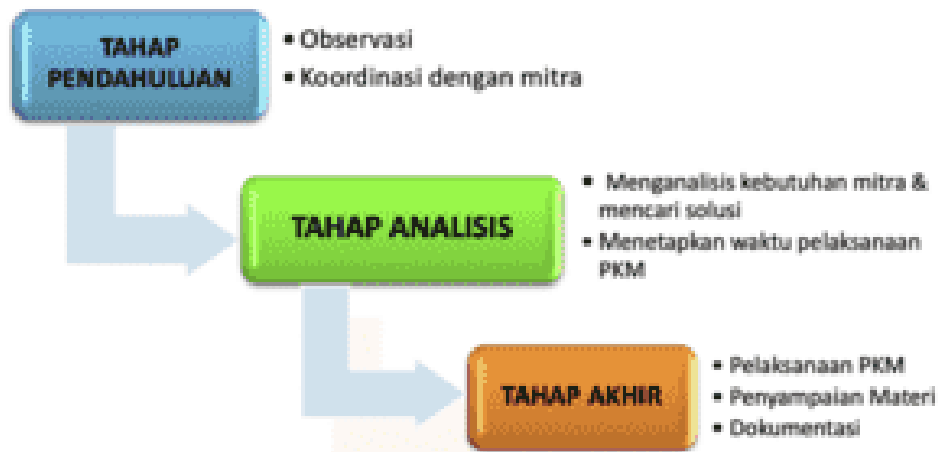 TAHAP
PENDAHULUAN
• Observasi
• Koordinasi dengan mitra
TAHAP ANALISIS
• Menganalisis kebutuhan mitra &
mencari solusi
• Menetapkan waktu pelaksanaan
PKM
TAHAP AKHIR
• Pelaksanaan PKM
• Penyampaian Materi
• Dokumentasi